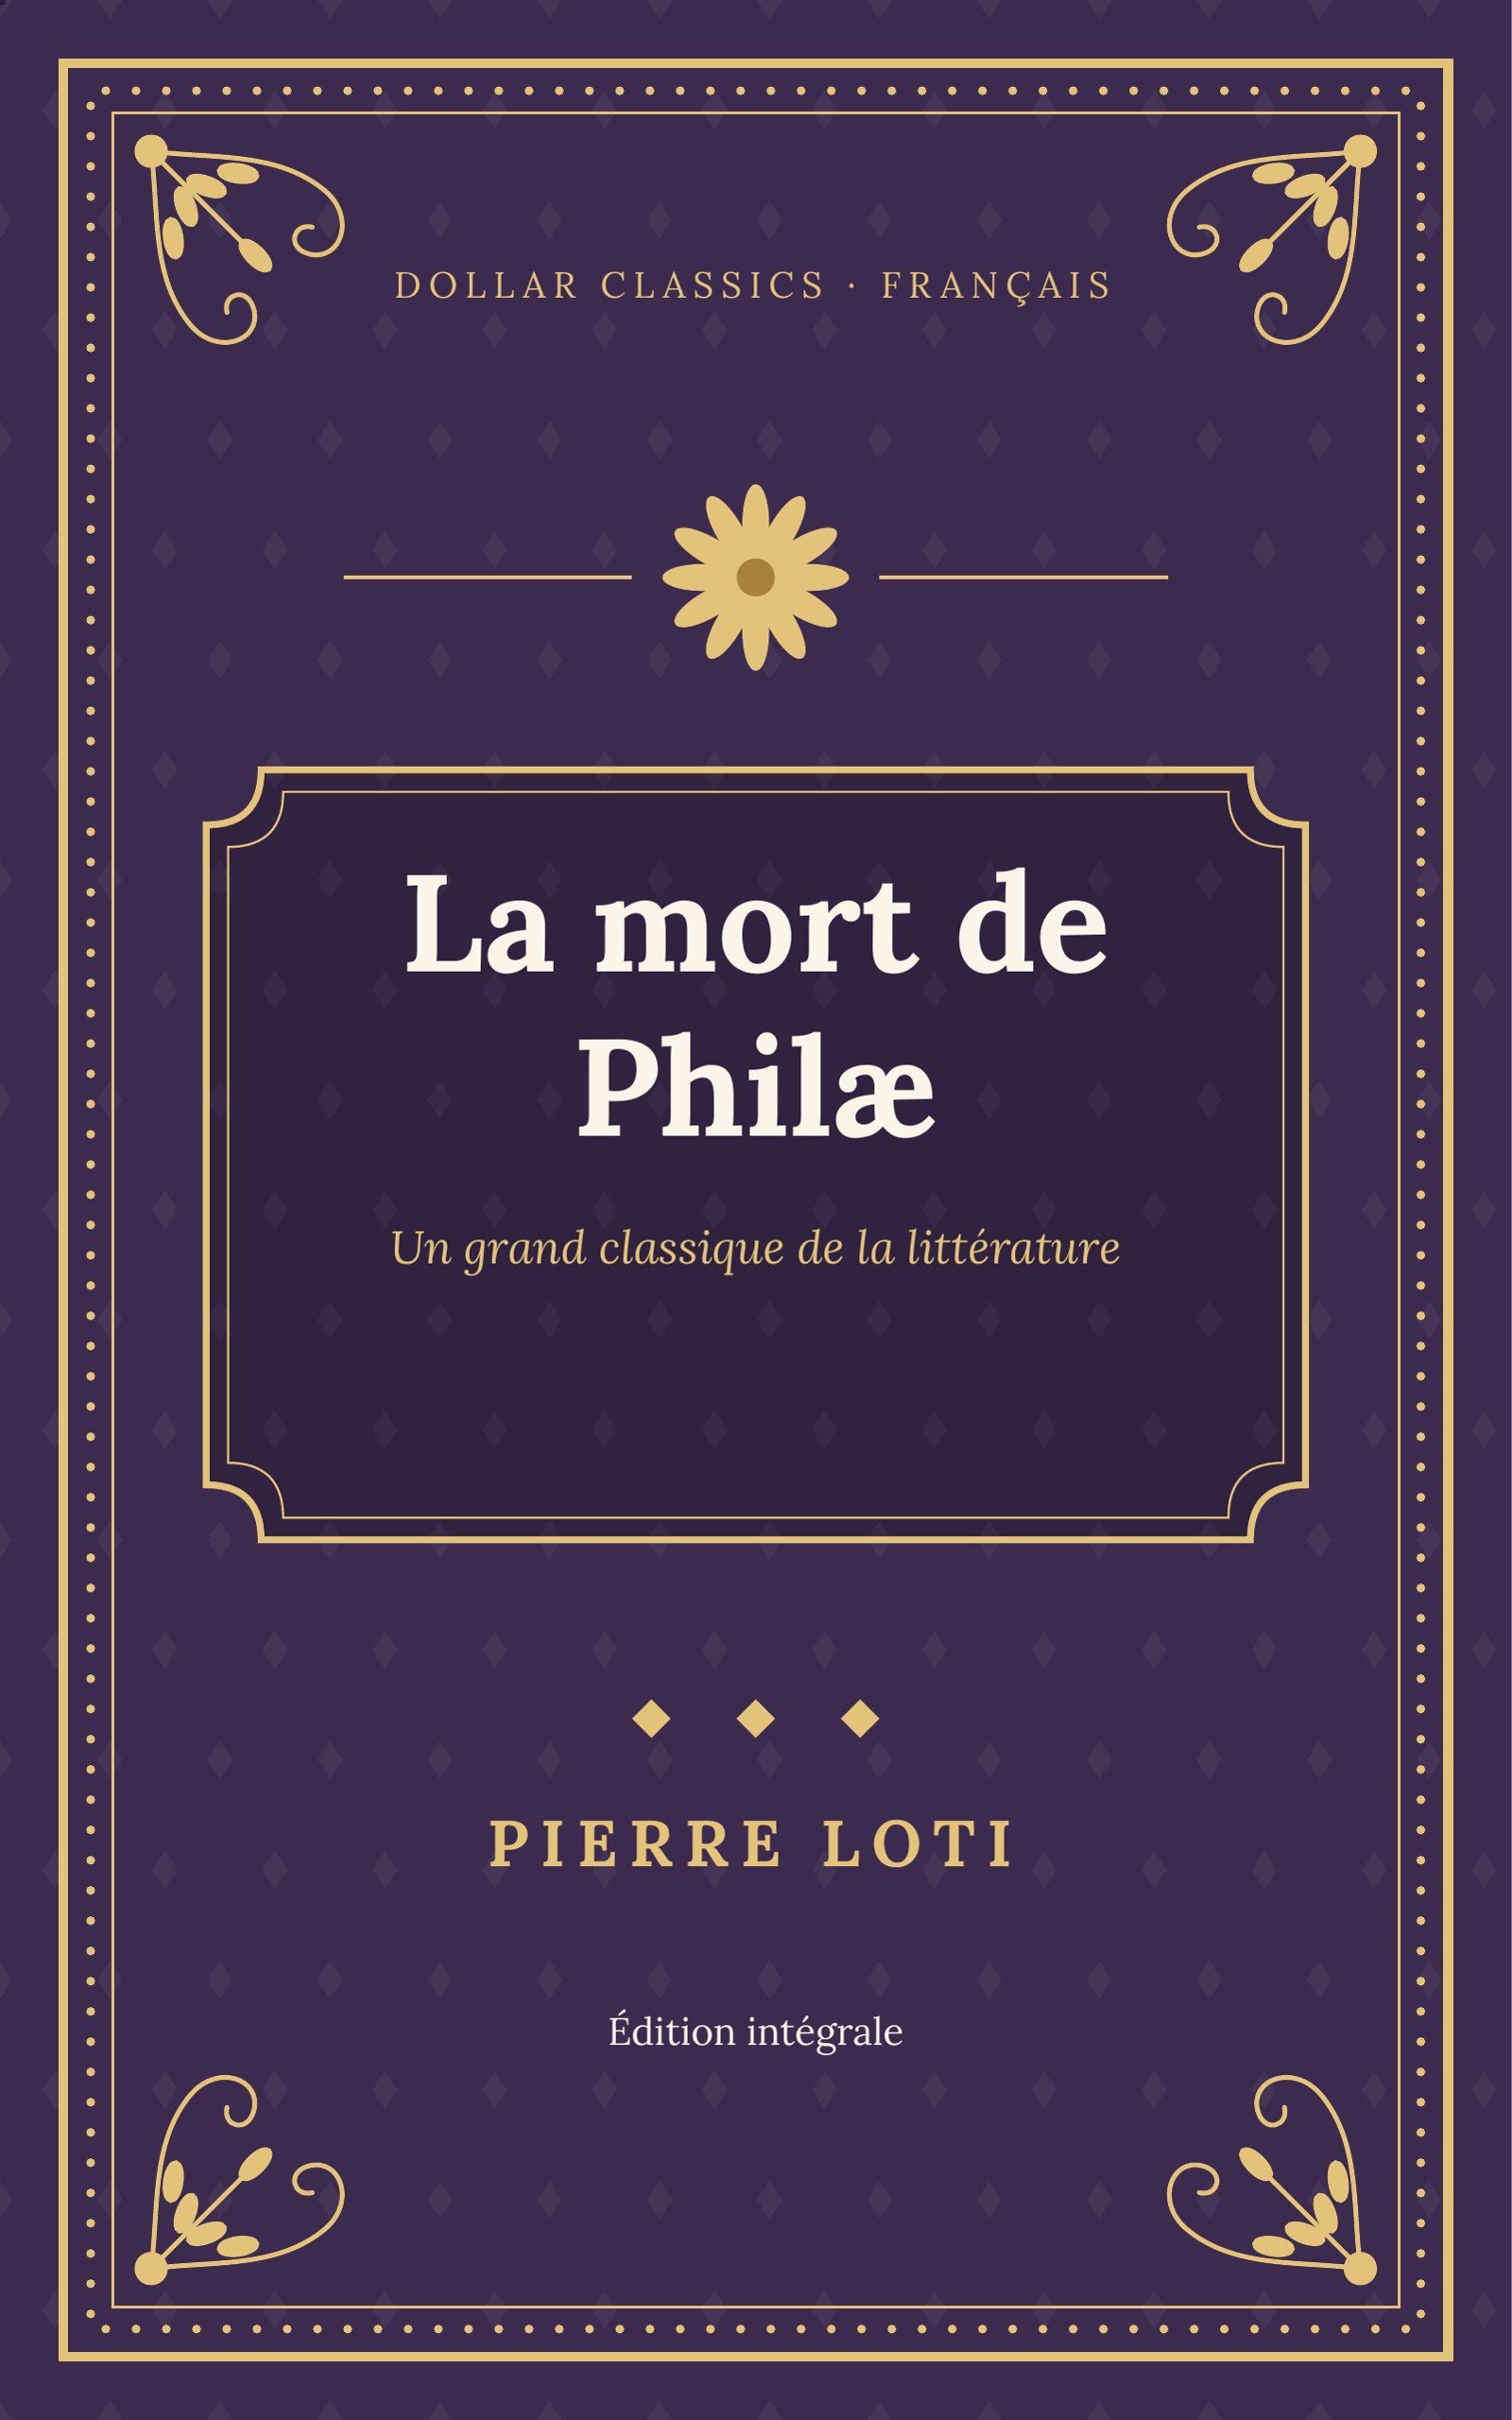 DOLLAR CLASSICS · FRANÇAIS
La mort de
Philæ
Un grand classique de la littérature
PIERRE LOTI
Édition intégrale